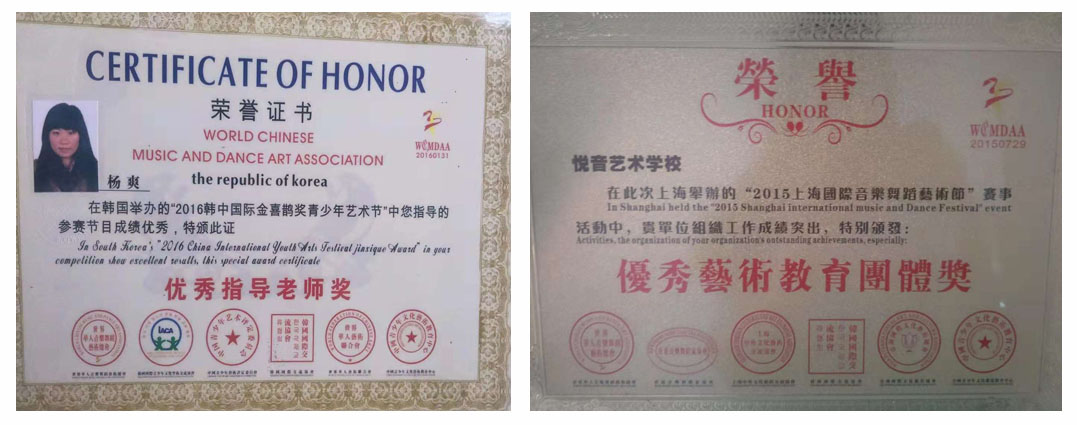 CERTIFICATE OF HONOR
荣誉证书
WORLD CHINESE
MUSIC AND DANCE ART ASSOCIATION
the republic of korea
WCMDAA
20160131
杨 爽
在韩国举办的“2016韩中国际金喜鹊奖青少年艺术节”中您指导的
参赛节目成绩优秀，特颁此证
In South Korea's "2016 China International Youth Arts Testical jinxique Award" in your
competition show excellent results, this special award certificate
优秀指导老师奖
IACA
榮譽
HONOR
WCMDAA
20150729
悦音艺术学校
在此次上海舉辦的“2015上海國際音樂舞蹈藝術節”賽事
In Shanghai held the "2015 Shanghai international music and Dance Festival" event
活動中，貴單位組織工作成績突出，特别頒發：
Activities, the organization of your organization's outstanding achievements, especially:
優秀藝術教育團體獎